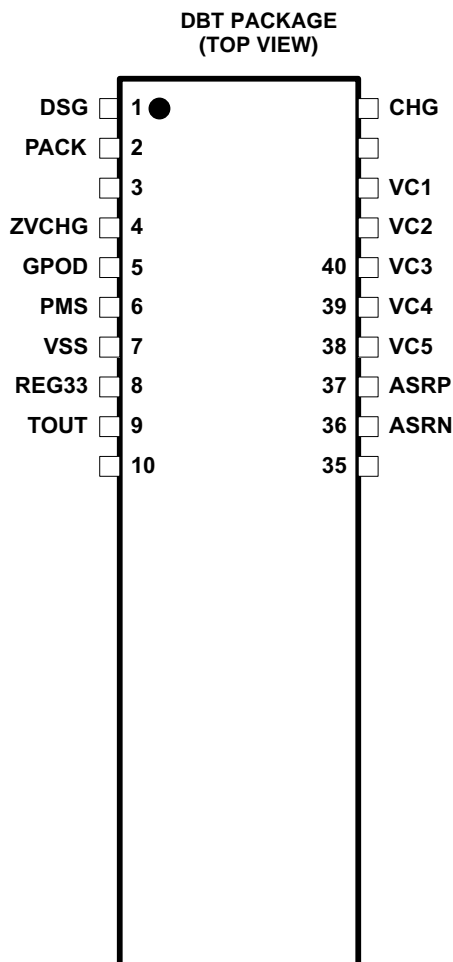 DBT PACKAGE
(TOP VIEW)
DSG 1 CHG
PACK 2
3 VC1
ZVCHG 4 VC2
GPOD 5 40 VC3
PMS 6 39 VC4
VSS 7 38 VC5
REG33 8 37 ASRP
TOUT 9 36 ASRN
10 35